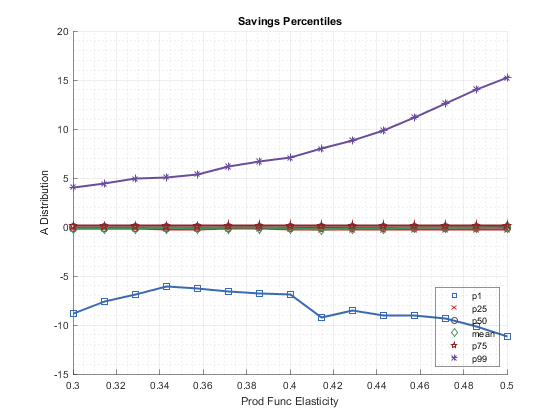 Savings Percentiles
20
15
10
5
0
-5
-10
-15
A Distribution
p1
p25
p50
mean
p75
p99
0.3 0.32 0.34 0.36 0.38 0.4 0.42 0.44 0.46 0.48 0.5
Prod Func Elasticity